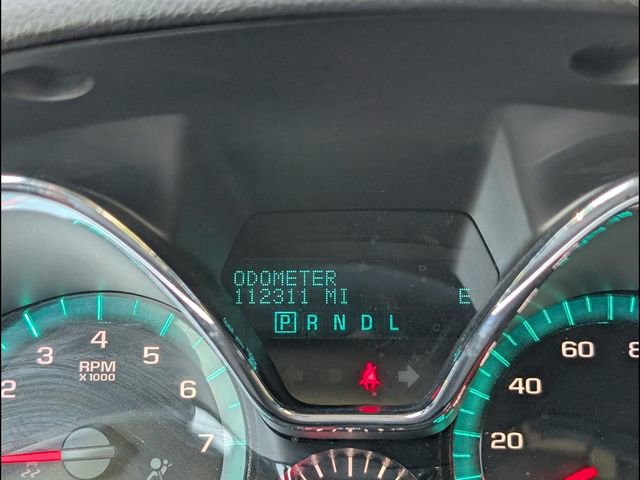 ODOMETER
112311 MI E
P R N D L
2 3 4 5 6 7
RPM
X1000
20 40 60